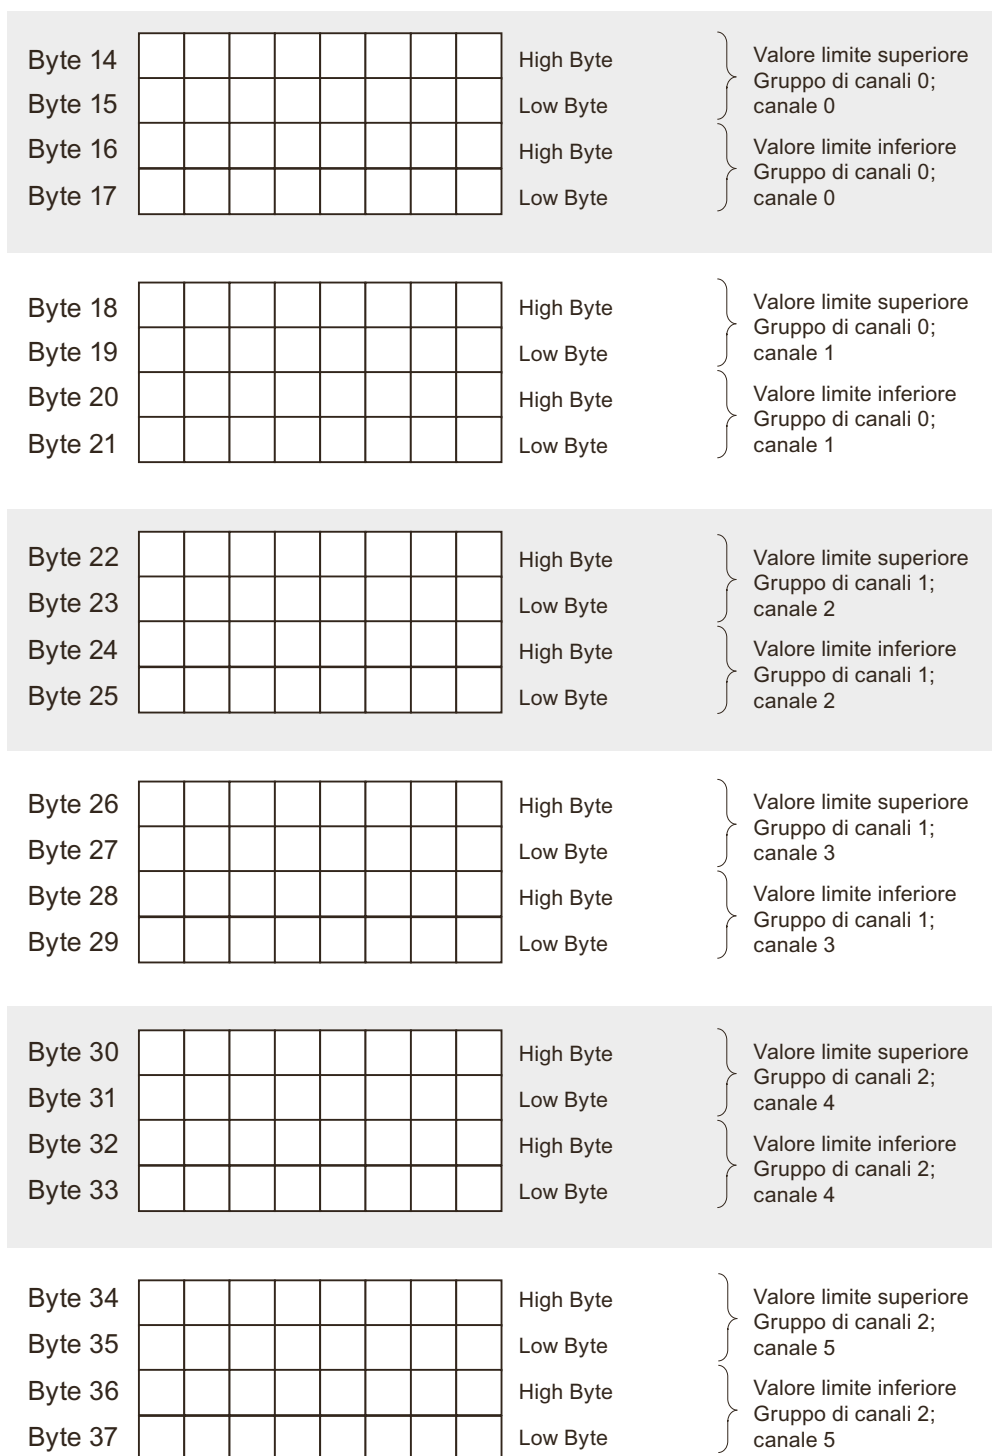 Byte 14 High Byte Valore limite superiore
Gruppo di canali 0;
Byte 15 Low Byte canale 0
Byte 16 High Byte Valore limite inferiore
Gruppo di canali 0;
Byte 17 Low Byte canale 0
Byte 18 High Byte Valore limite superiore
Gruppo di canali 0;
Byte 19 Low Byte canale 1
Byte 20 High Byte Valore limite inferiore
Gruppo di canali 0;
Byte 21 Low Byte canale 1
Byte 22 High Byte Valore limite superiore
Gruppo di canali 1;
Byte 23 Low Byte canale 2
Byte 24 High Byte Valore limite inferiore
Gruppo di canali 1;
Byte 25 Low Byte canale 2
Byte 26 High Byte Valore limite superiore
Gruppo di canali 1;
Byte 27 Low Byte canale 3
Byte 28 High Byte Valore limite inferiore
Gruppo di canali 1;
Byte 29 Low Byte canale 3
Byte 30 High Byte Valore limite superiore
Gruppo di canali 2;
Byte 31 Low Byte canale 4
Byte 32 High Byte Valore limite inferiore
Gruppo di canali 2;
Byte 33 Low Byte canale 4
Byte 34 High Byte Valore limite superiore
Gruppo di canali 2;
Byte 35 Low Byte canale 5
Byte 36 High Byte Valore limite inferiore
Gruppo di canali 2;
Byte 37 Low Byte canale 5